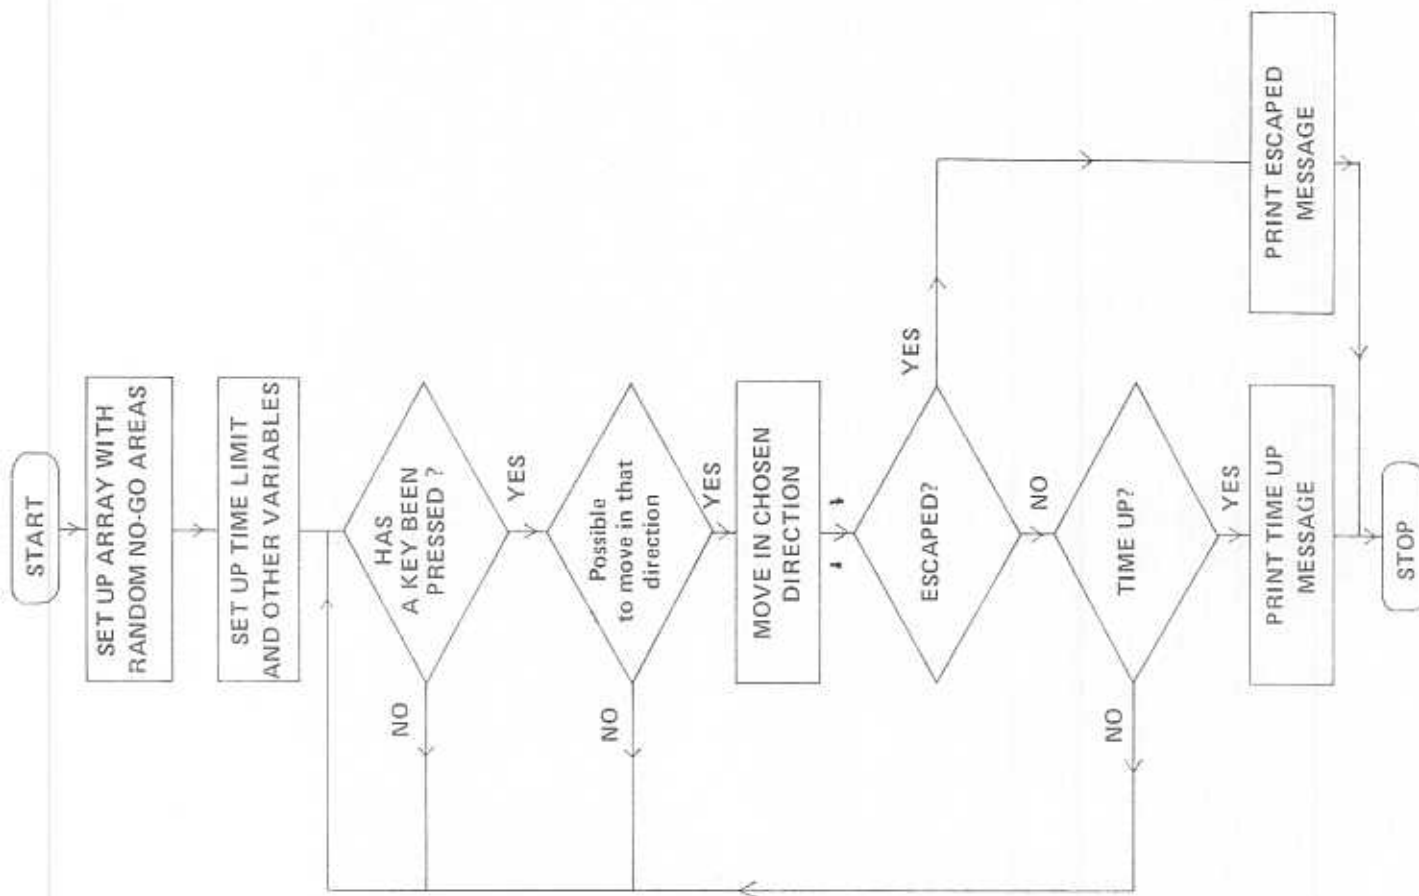 START
SET UP ARRAY WITH
RANDOM NO-GO AREAS
SET UP TIME LIMIT
AND OTHER VARIABLES
HAS
A KEY BEEN
PRESSED ?
NO
YES
Possible
to move in that
direction
NO
YES
MOVE IN CHOSEN
DIRECTION
ESCAPED?
YES
NO
TIME UP?
NO
YES
PRINT TIME UP
MESSAGE
PRINT ESCAPED
MESSAGE
STOP